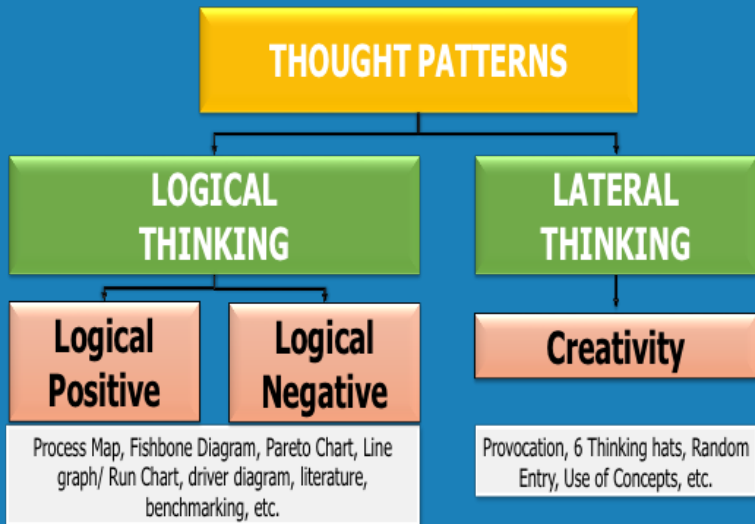 THOUGHT PATTERNS
LOGICAL
THINKING
LATERAL
THINKING
Logical
Positive
Logical
Negative
Creativity
Process Map, Fishbone Diagram, Pareto Chart, Line
graph/ Run Chart, driver diagram, literature,
benchmarking, etc.
Provocation, 6 Thinking hats, Random
Entry, Use of Concepts, etc.